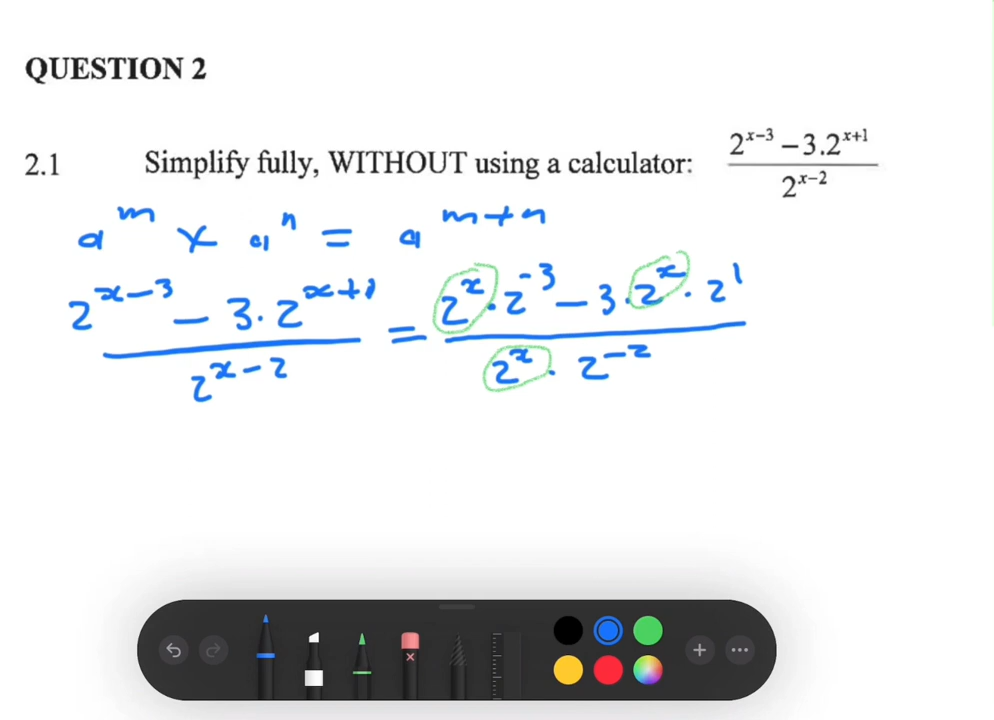 QUESTION 2
2.1 Simplify fully, WITHOUT using a calculator: (2^{x−3} − 3.2^{x+1})/(2^{x−2})
a^m × a^n = a^{m+n}
(2^{x−3} − 3·2^{x+1})/(2^{x−2}) = (2^x · 2^{−3} − 3·2^x · 2^1)/(2^x · 2^{−2})